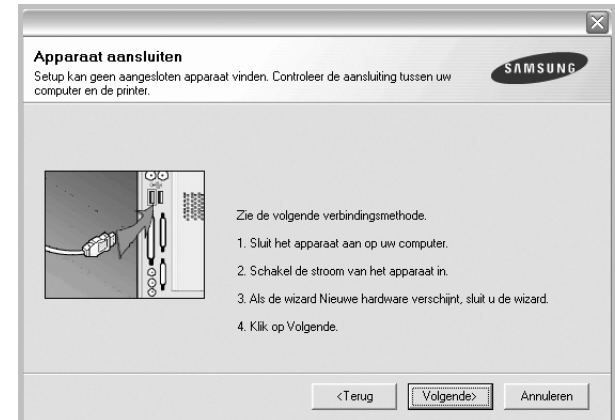 Apparaat aansluiten
Setup kan geen aangesloten apparaat vinden. Controleer de aansluiting tussen uw
computer en de printer.
SAMSUNG
Zie de volgende verbindingsmethode.
1. Sluit het apparaat aan op uw computer.
2. Schakel de stroom van het apparaat in.
3. Als de wizard Nieuwe hardware verschijnt, sluit u de wizard.
4. Klik op Volgende.
<Terug
Volgende>
Annuleren